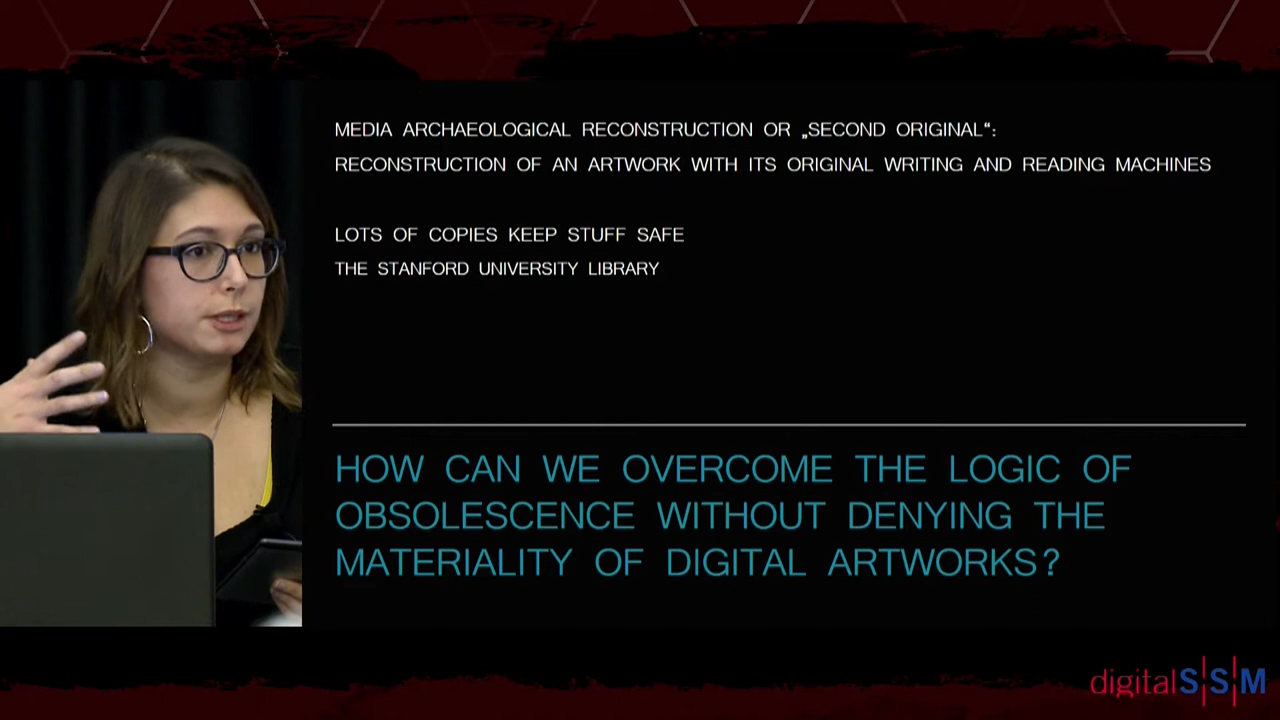 MEDIA ARCHAEOLOGICAL RECONSTRUCTION OR „SECOND ORIGINAL“:
RECONSTRUCTION OF AN ARTWORK WITH ITS ORIGINAL WRITING AND READING MACHINES
LOTS OF COPIES KEEP STUFF SAFE
THE STANFORD UNIVERSITY LIBRARY
HOW CAN WE OVERCOME THE LOGIC OF
OBSOLESCENCE WITHOUT DENYING THE
MATERIALITY OF DIGITAL ARTWORKS?
digitalS|S|M